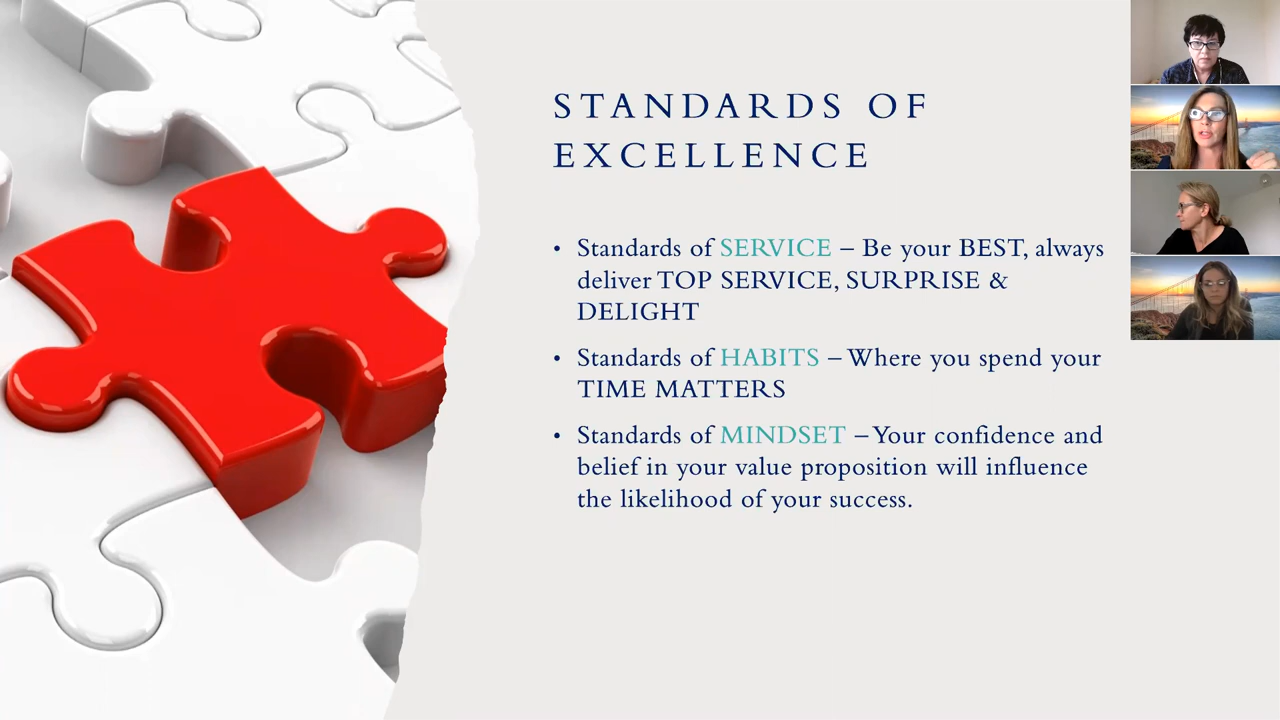 STANDARDS OF
EXCELLENCE
• Standards of SERVICE – Be your BEST, always
deliver TOP SERVICE, SURPRISE &
DELIGHT
• Standards of HABITS – Where you spend your
TIME MATTERS
• Standards of MINDSET – Your confidence and
belief in your value proposition will influence
the likelihood of your success.